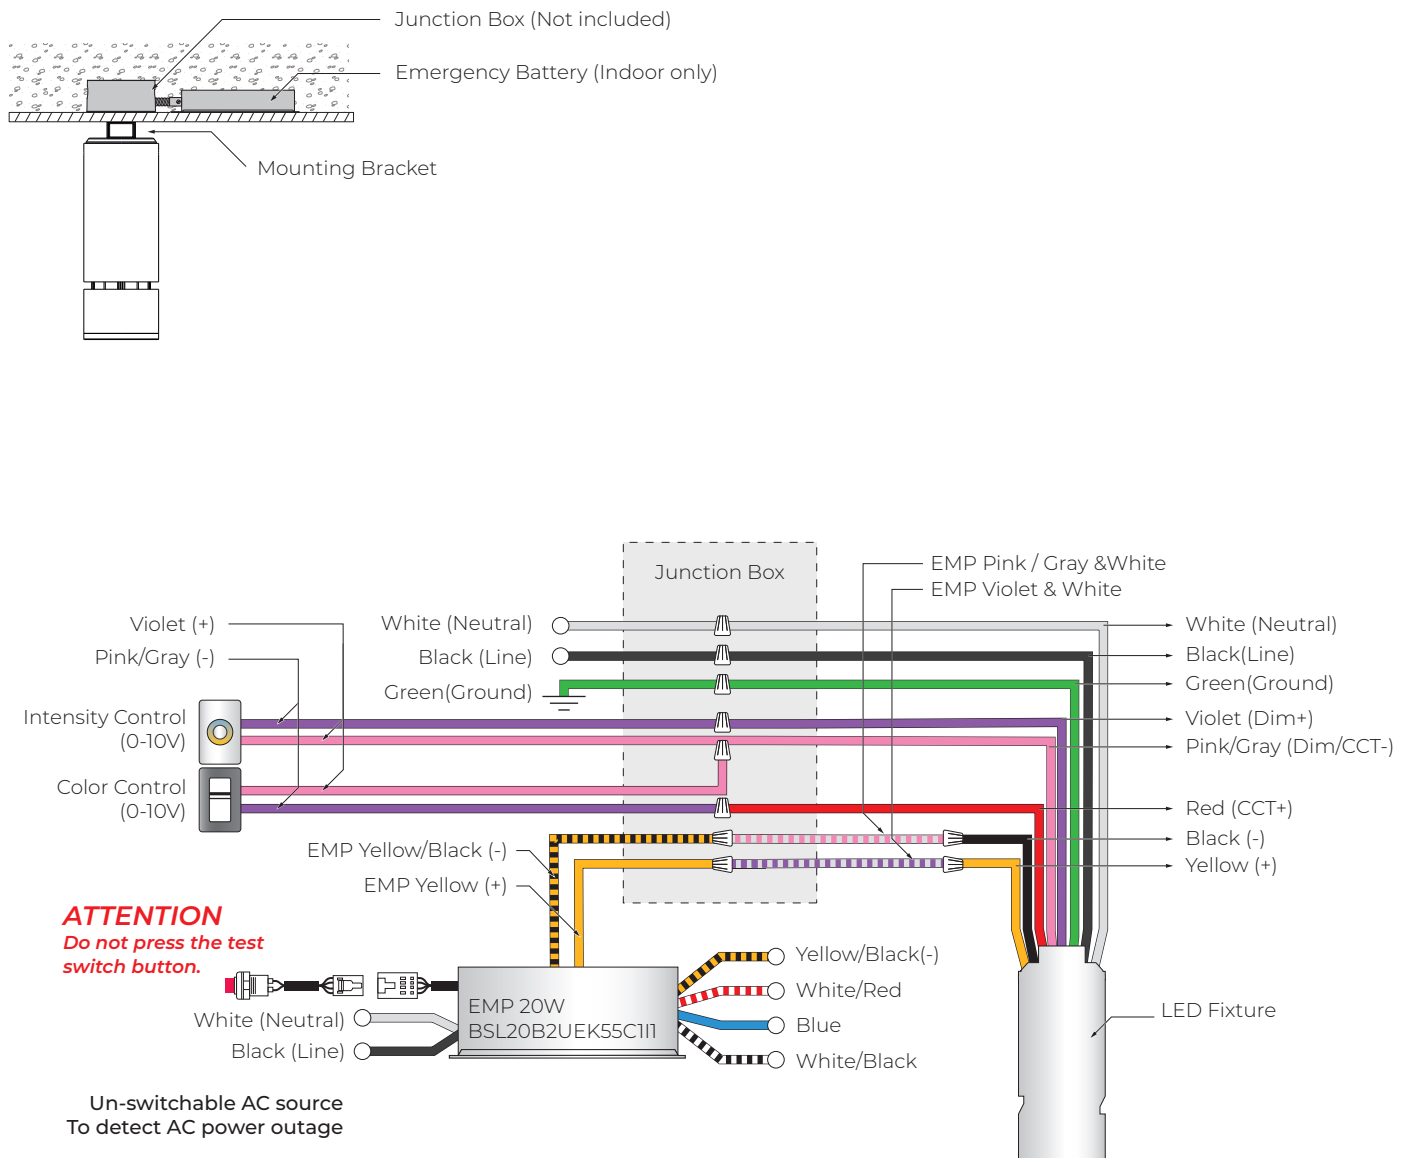 Junction Box (Not included)
Emergency Battery (Indoor only)
Mounting Bracket
Junction Box
EMP Pink / Gray &White
EMP Violet & White
Violet (+)
Pink/Gray (-)
White (Neutral)
Black (Line)
Green(Ground)
White (Neutral)
Black(Line)
Green(Ground)
Violet (Dim+)
Pink/Gray (Dim/CCT-)
Intensity Control
(0-10V)
Color Control
(0-10V)
Red (CCT+)
Black (-)
Yellow (+)
EMP Yellow/Black (-)
EMP Yellow (+)
ATTENTION
Do not press the test
switch button.
White (Neutral)
Black (Line)
EMP 20W
BSL20B2UEK55C1I1
Yellow/Black(-)
White/Red
Blue
White/Black
LED Fixture
Un-switchable AC source
To detect AC power outage